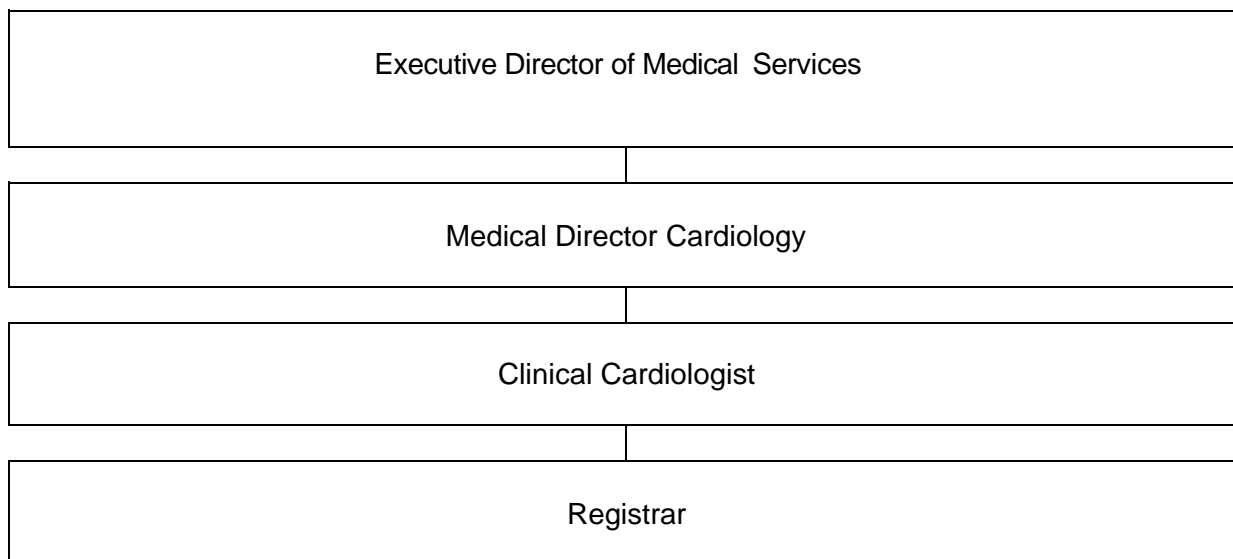 Executive Director of Medical Services
Medical Director Cardiology
Clinical Cardiologist
Registrar